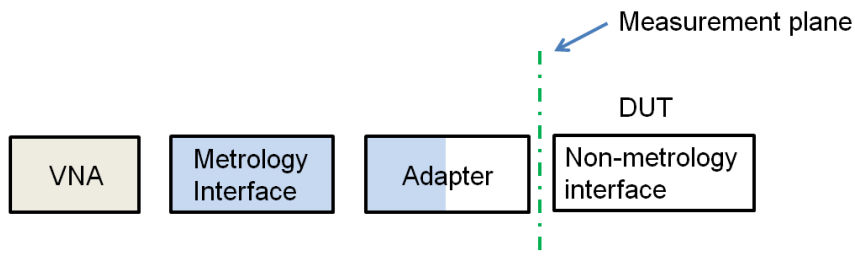 Measurement plane
DUT
VNA
Metrology
Interface
Adapter
Non-metrology
interface